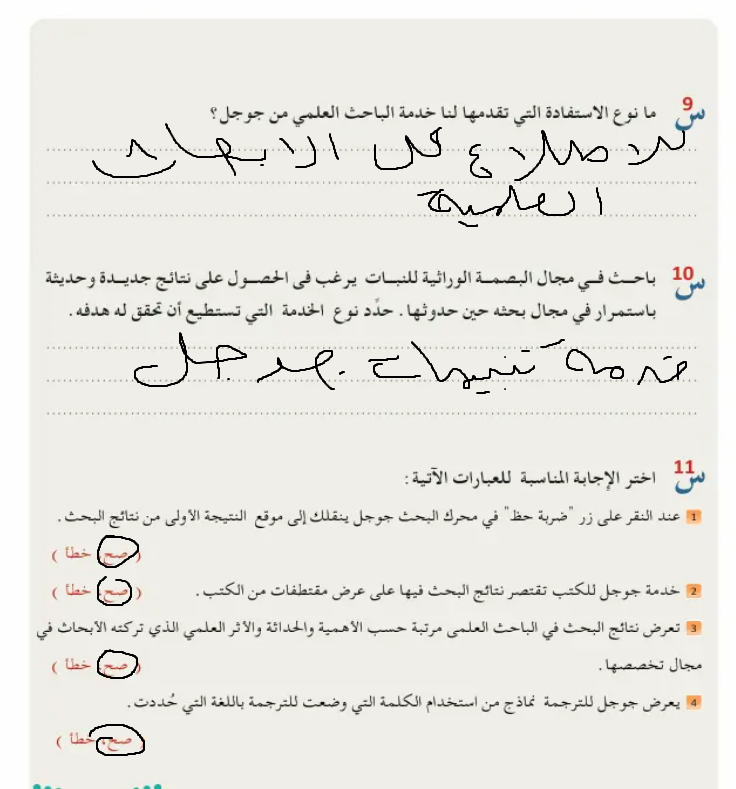 س9 ما نوع الاستفادة التي تقدمها لنا خدمة الباحث العلمي من جوجل؟
للاطلاع على الابحاث
العلمية
س10 باحث في مجال البصمة الوراثية للنبات يرغب فى الحصول على نتائج جديدة وحديثة
باستمرار في مجال بحثه حين حدوثها. حدِّد نوع الخدمة التي تستطيع أن تحقق له هدفه.
خدمة تنبيهات جوجل
س11 اختر الإجابة المناسبة للعبارات الآتية:
1 عند النقر على زر "ضربة حظ" في محرك البحث جوجل ينقلك إلى موقع النتيجة الأولى من نتائج البحث.
( صح، خطأ )
2 خدمة جوجل للكتب تقتصر نتائج البحث فيها على عرض مقتطفات من الكتب.
( صح، خطأ )
3 تعرض نتائج البحث في الباحث العلمى مرتبة حسب الأهمية والحداثة والأثر العلمي الذي تركته الأبحاث في
مجال تخصصها.
( صح، خطأ )
4 يعرض جوجل للترجمة نماذج من استخدام الكلمة التي وضعت للترجمة باللغة التي حُددت.
( صح، خطأ )